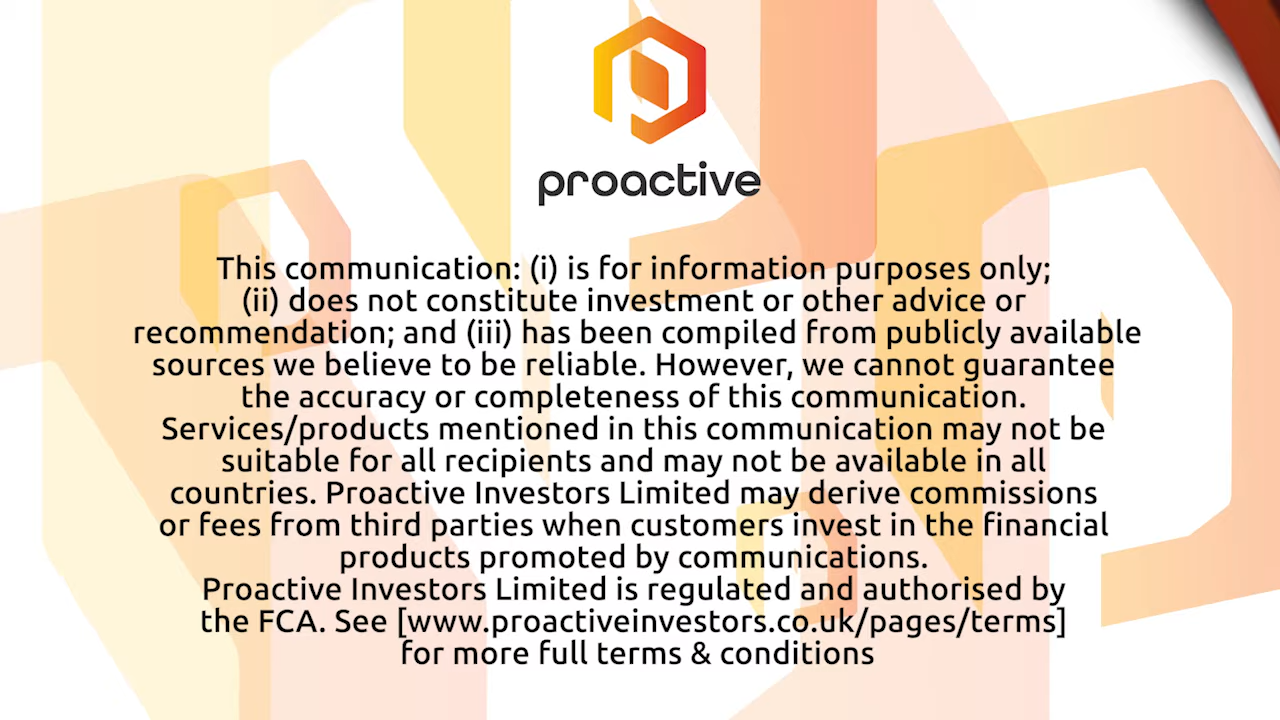 proactive
This communication: (i) is for information purposes only;
(ii) does not constitute investment or other advice or
recommendation; and (iii) has been compiled from publicly available
sources we believe to be reliable. However, we cannot guarantee
the accuracy or completeness of this communication.
Services/products mentioned in this communication may not be
suitable for all recipients and may not be available in all
countries. Proactive Investors Limited may derive commissions
or fees from third parties when customers invest in the financial
products promoted by communications.
Proactive Investors Limited is regulated and authorised by
the FCA. See [www.proactiveinvestors.co.uk/pages/terms]
for more full terms & conditions